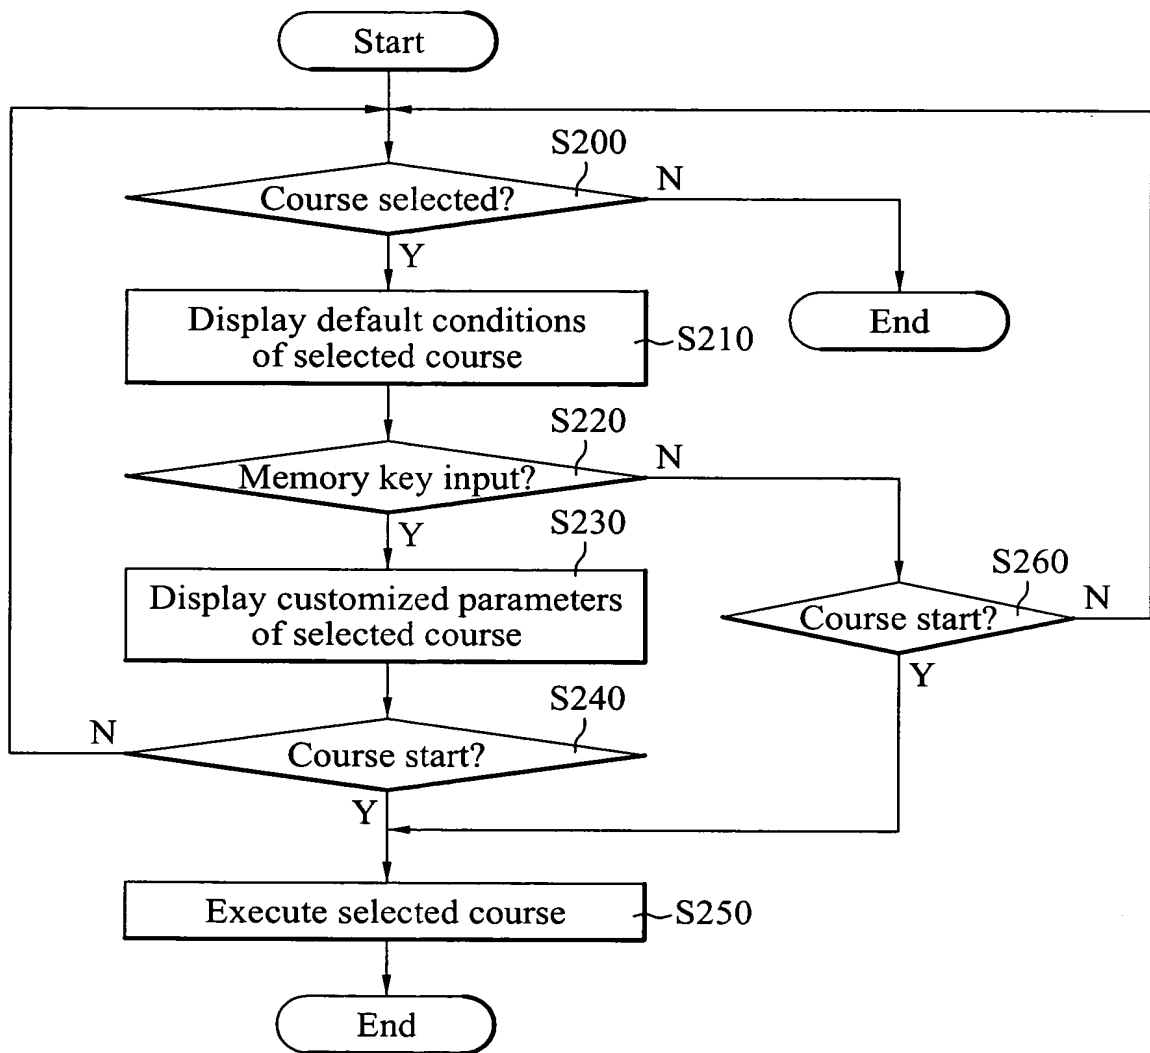 Start
S200
Course selected?
N
Y
Display default conditions
of selected course
S210
End
S220
Memory key input?
N
Y
S230
Display customized parameters
of selected course
S260
Course start?
N
Y
S240
N
Course start?
Y
Execute selected course
S250
End